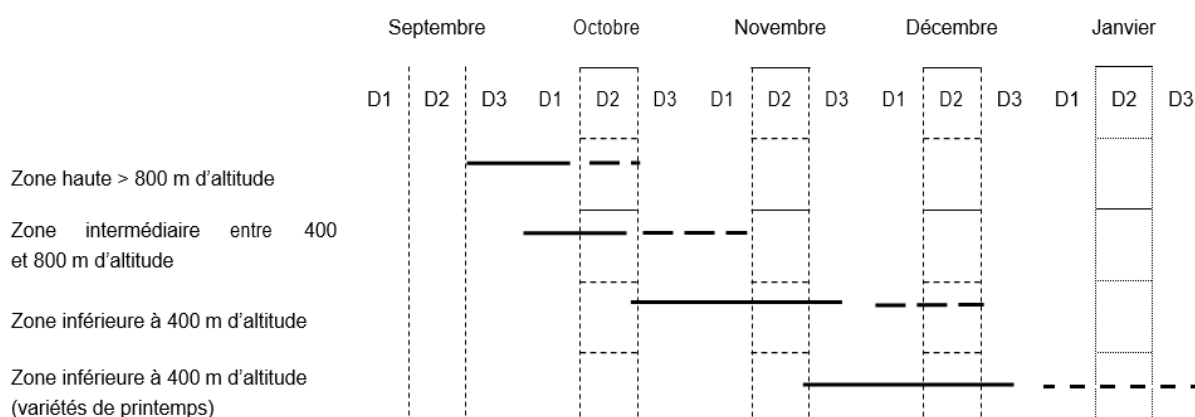 Septembre Octobre Novembre Décembre Janvier
D1 D2 D3 D1 D2 D3 D1 D2 D3 D1 D2 D3 D1 D2 D3
Zone haute > 800 m d’altitude
Zone intermédiaire entre 400
et 800 m d’altitude
Zone inférieure à 400 m d’altitude
Zone inférieure à 400 m d’altitude
(variétés de printemps)